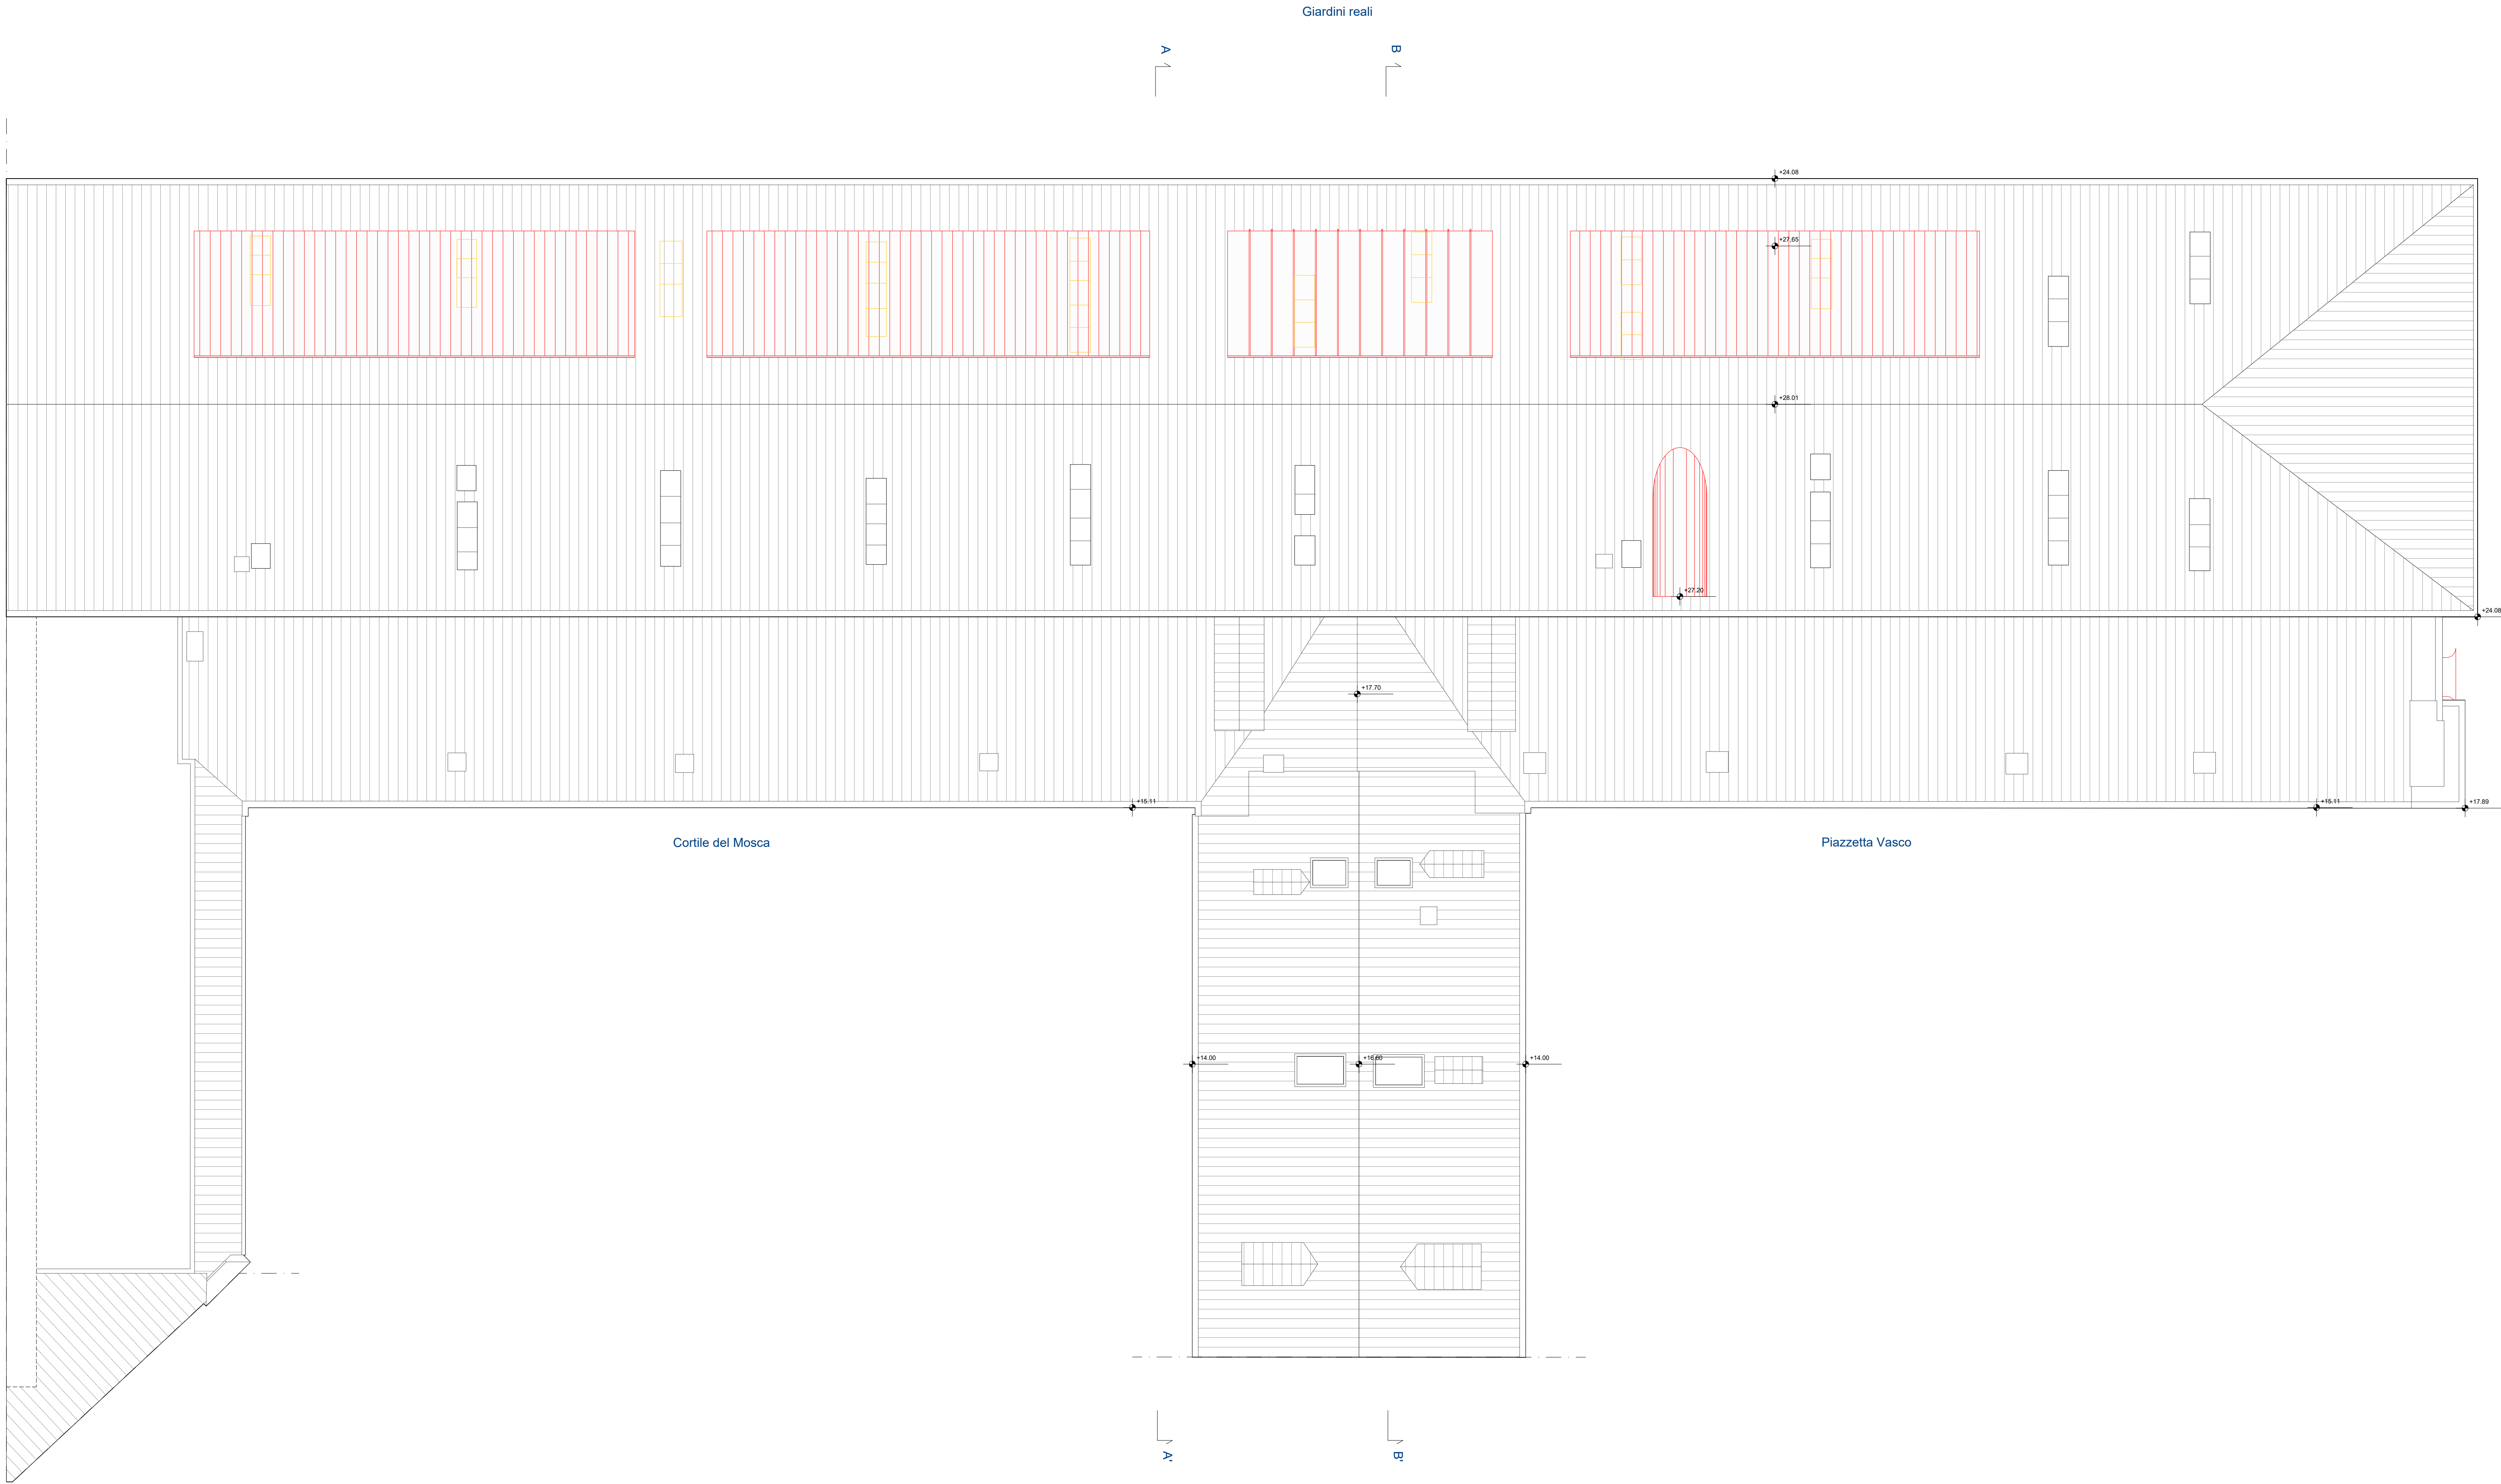 Giardini reali
A
B
+24.08
+27.65
+28.01
+27.20
+24.08
+17.70
+15.11
+15.11
+17.89
Cortile del Mosca
Piazzetta Vasco
+14.00
+16.60
+14.00
A'
B'